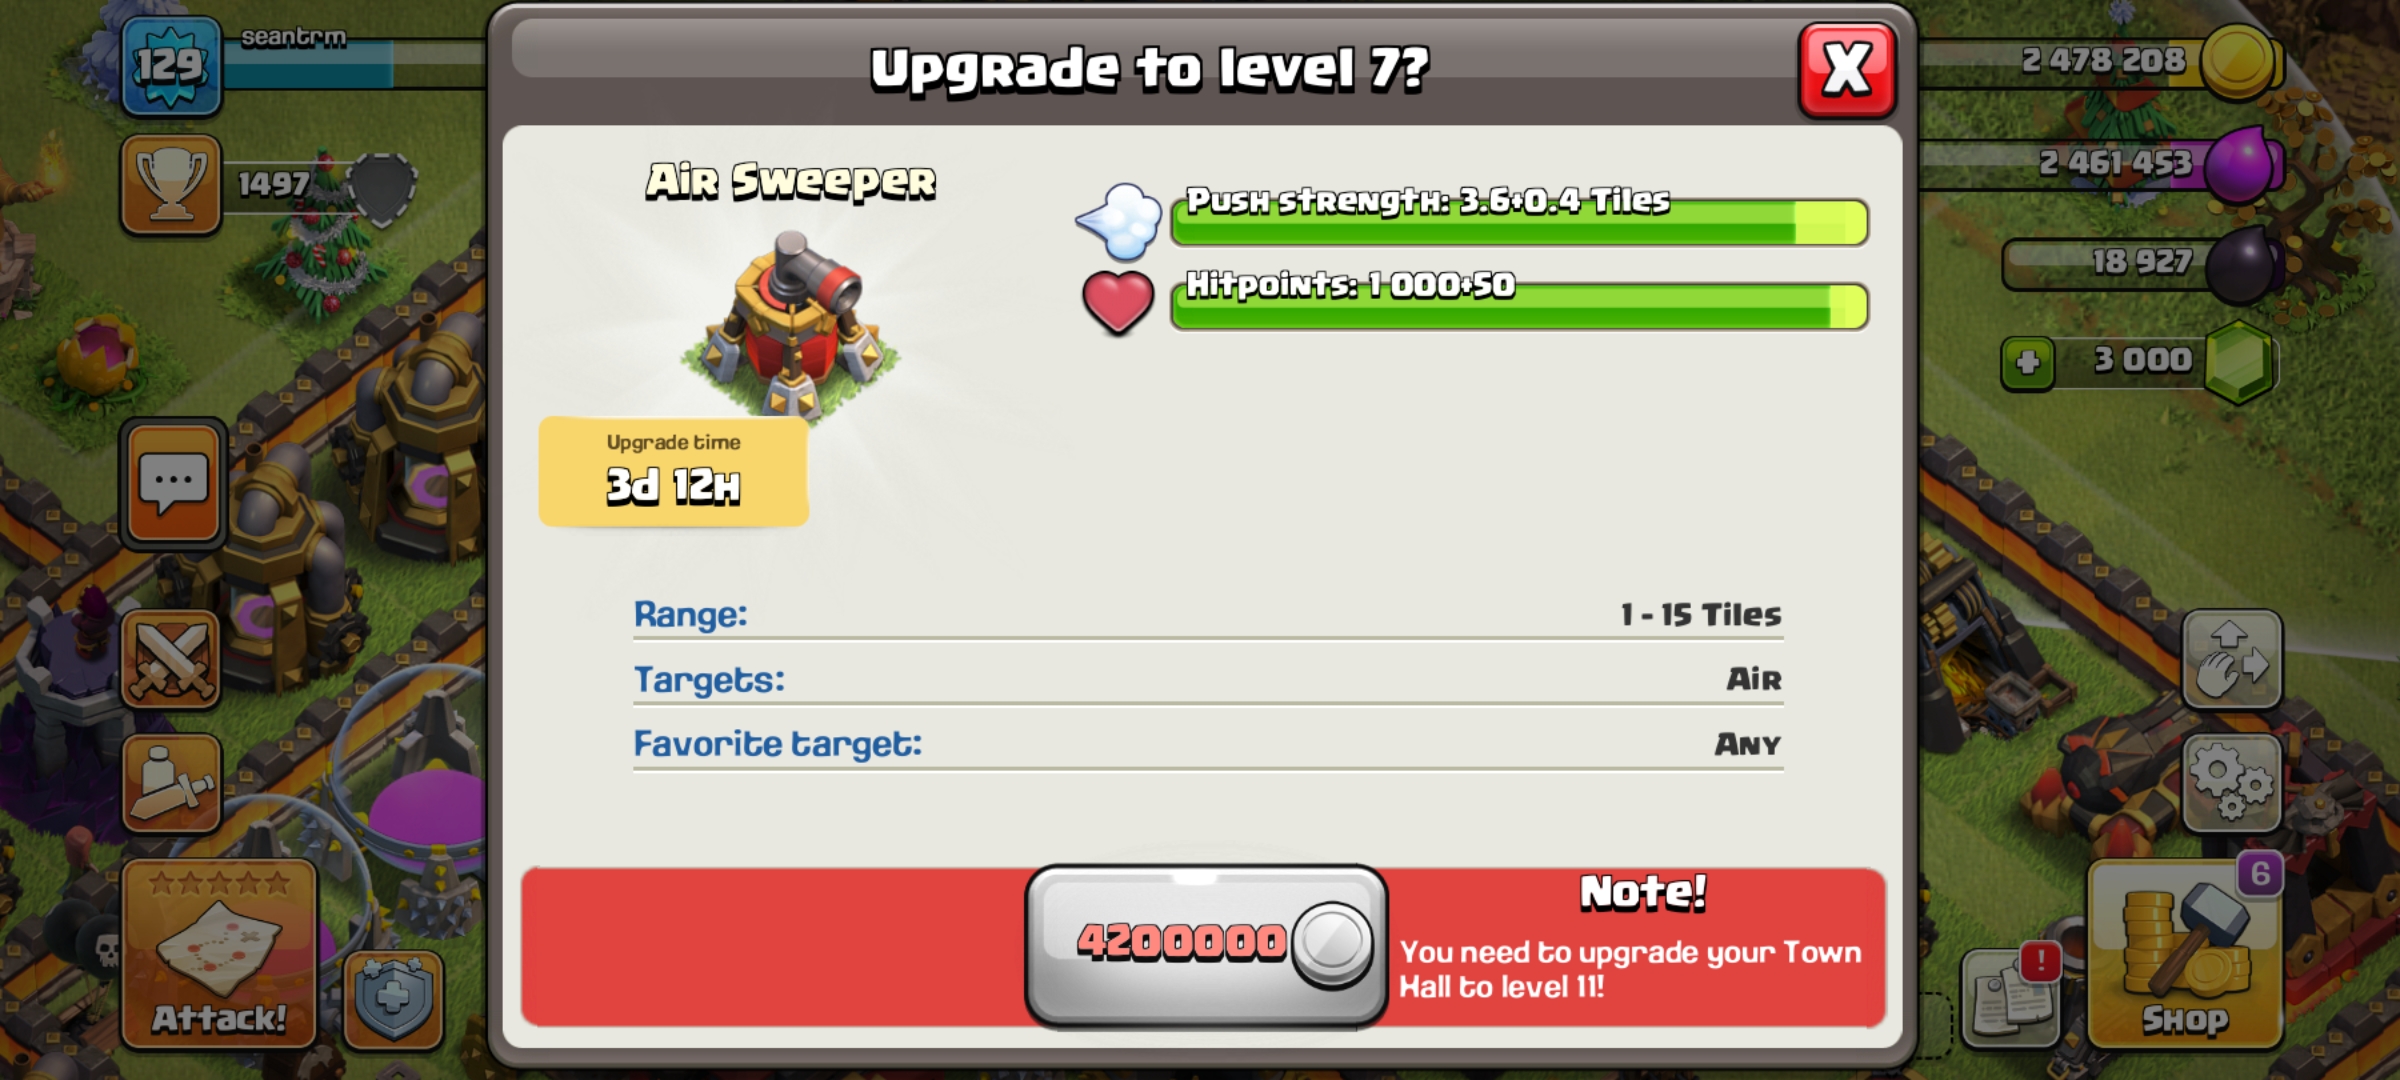 129
seantrm
1497
Upgrade to level 7?
X
2 478 208
2 461 453
18 927
3 000
Air Sweeper
Push strength: 3.6+0.4 Tiles
Hitpoints: 1 000+50
Upgrade time
3d 12H
Range: 1 - 15 Tiles
Targets: Air
Favorite target: Any
4200000
Note!
You need to upgrade your Town
Hall to level 11!
Attack!
!
6
Shop